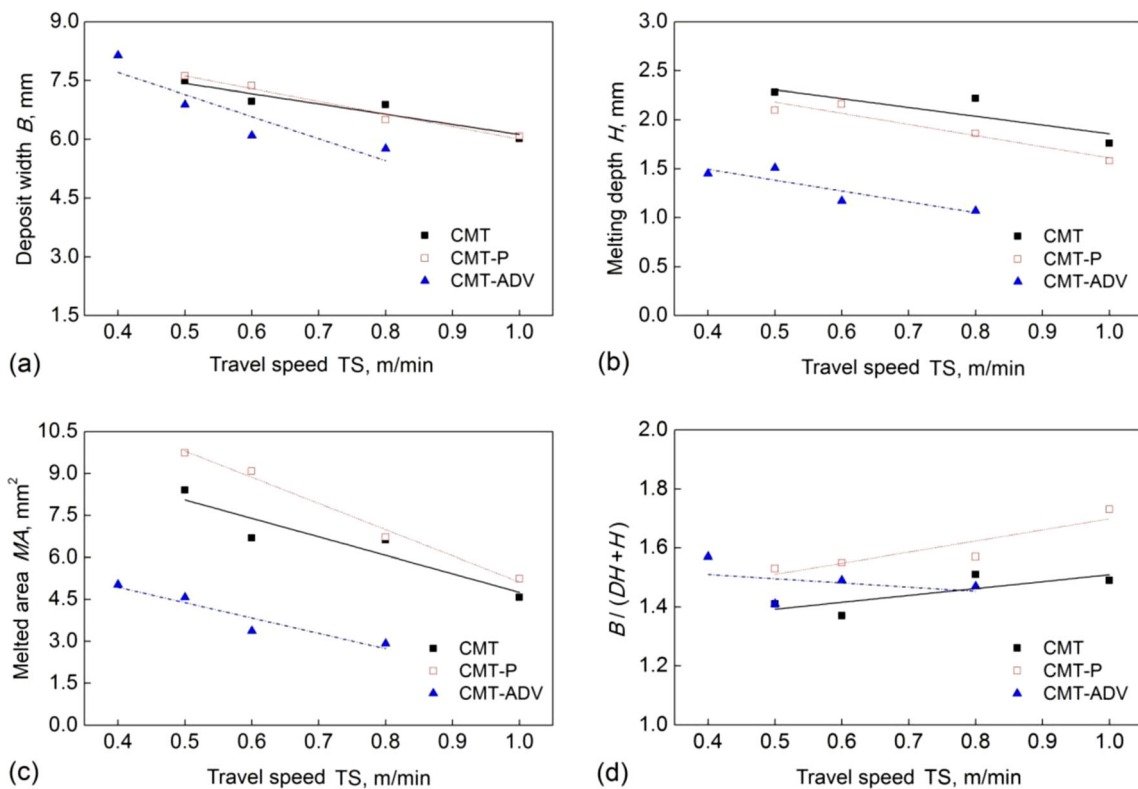 9.0
7.5
6.0
3.0
1.5
Deposit width B, mm
CMT
CMT-P
CMT-ADV
0.4 0.5 0.6 0.7 0.8 0.9 1.0
(a)
Travel speed TS, m/min
3.0
2.5
2.0
1.5
1.0
0.5
0.0
Melting depth H, mm
CMT
CMT-P
CMT-ADV
0.4 0.5 0.6 0.7 0.8 0.9 1.0
(b)
Travel speed TS, m/min
10.5
9.0
7.5
6.0
4.5
3.0
0.0
Melted area MA, mm²
CMT
CMT-P
CMT-ADV
0.4 0.5 0.6 0.7 0.8 0.9 1.0
(c)
Travel speed TS, m/min
2.0
1.8
1.6
1.4
1.2
1.0
B / (DH+H)
CMT
CMT-P
CMT-ADV
0.4 0.5 0.6 0.7 0.8 0.9 1.0
(d)
Travel speed TS, m/min